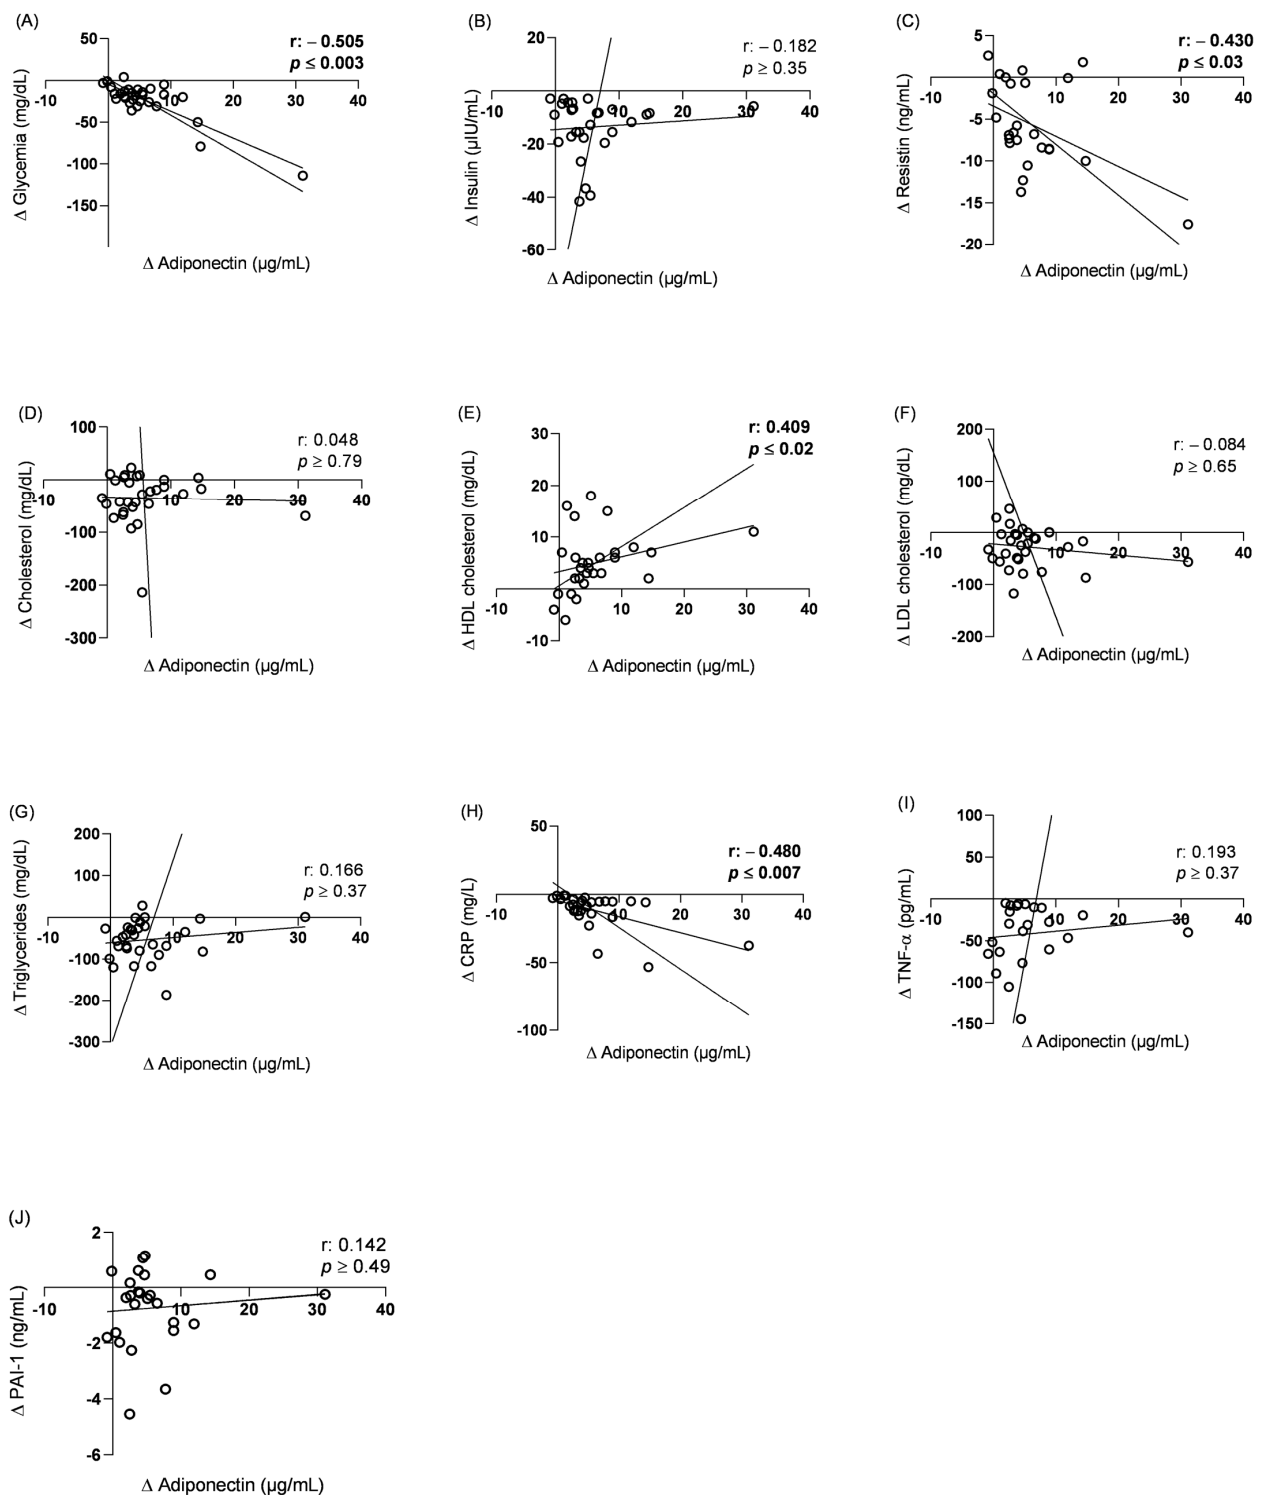 (A)
r: – 0.505
p ≤ 0.003
50
-10 10 20 30 40
-50
-100
-150
Δ Glycemia (mg/dL)
Δ Adiponectin (µg/mL)
(B)
r: – 0.182
p ≥ 0.35
20
-10 10 20 30 40
-20
-40
-60
Δ Insulin (µIU/mL)
Δ Adiponectin (µg/mL)
(C)
r: – 0.430
p ≤ 0.03
5
-10 10 20 30 40
-5
-10
-15
-20
Δ Resistin (ng/mL)
Δ Adiponectin (µg/mL)
(D)
r: 0.048
p ≥ 0.79
100
-10 10 20 30 40
-100
-200
-300
Δ Cholesterol (mg/dL)
Δ Adiponectin (µg/mL)
(E)
r: 0.409
p ≤ 0.02
30
20
10
-10 10 20 30 40
-10
Δ HDL cholesterol (mg/dL)
Δ Adiponectin (µg/mL)
(F)
r: – 0.084
p ≥ 0.65
200
100
-10 10 20 30 40
-100
-200
Δ LDL cholesterol (mg/dL)
Δ Adiponectin (µg/mL)
(G)
r: 0.166
p ≥ 0.37
200
100
-10 10 20 30 40
-100
-200
-300
Δ Triglycerides (mg/dL)
Δ Adiponectin (µg/mL)
(H)
r: – 0.480
p ≤ 0.007
50
-10 10 20 30 40
-50
-100
Δ CRP (mg/L)
Δ Adiponectin (µg/mL)
(I)
r: 0.193
p ≥ 0.37
100
50
-10 10 20 30 40
-50
-100
-150
Δ TNF-α (pg/mL)
Δ Adiponectin (µg/mL)
(J)
r: 0.142
p ≥ 0.49
2
-10 10 20 30 40
-2
-4
-6
Δ PAI-1 (ng/mL)
Δ Adiponectin (µg/mL)